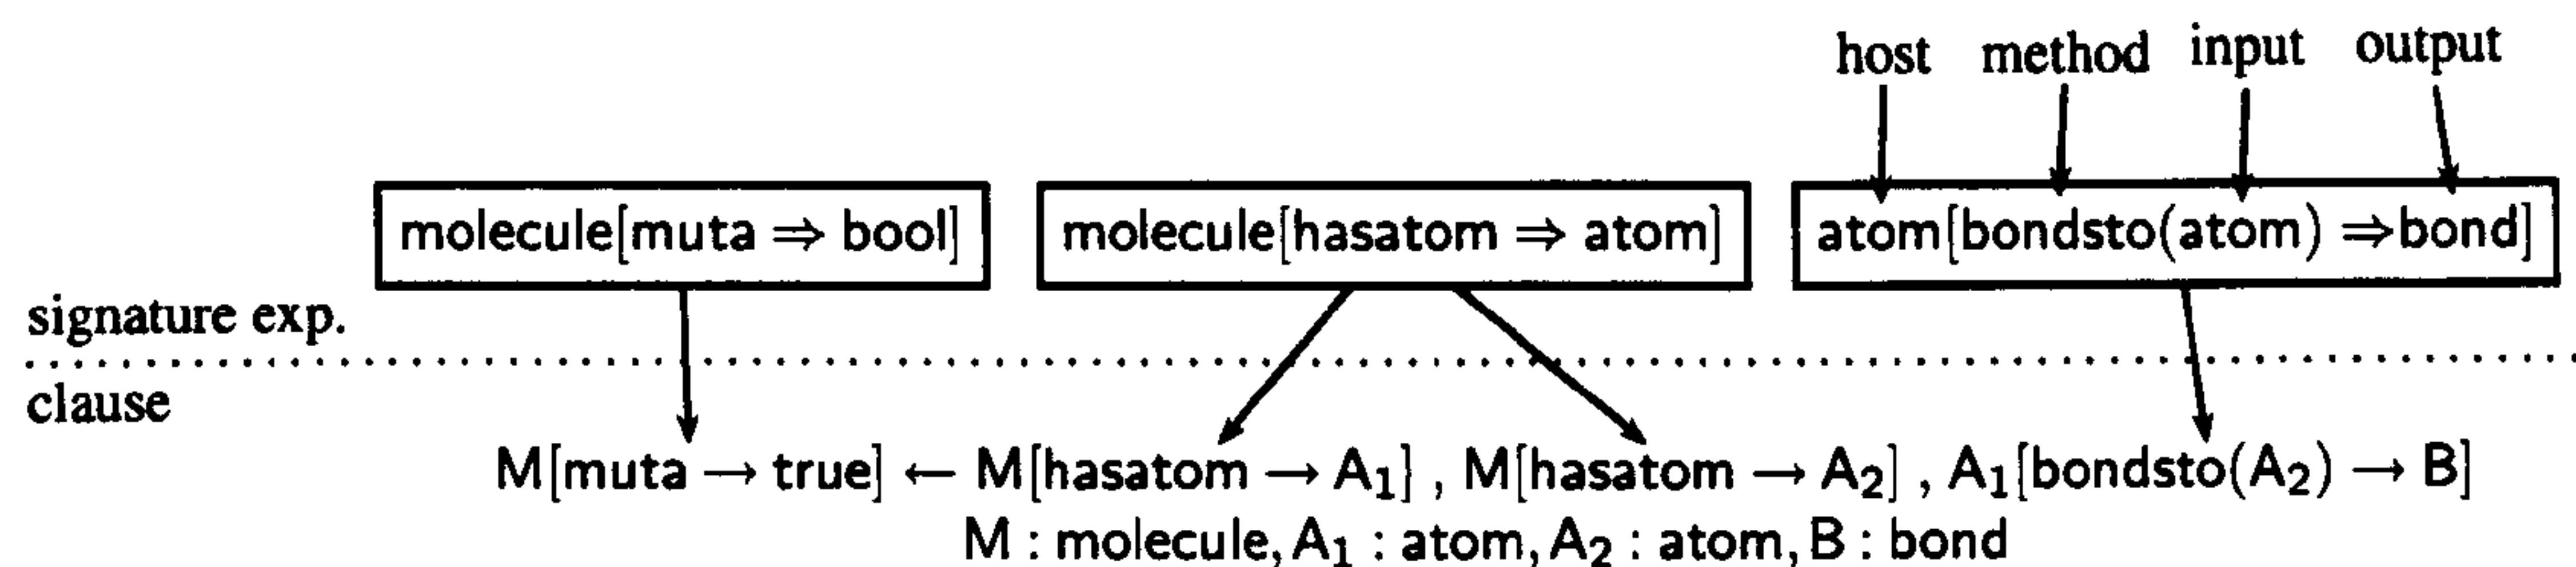 host method input output
molecule[muta ⇒ bool] molecule[hasatom ⇒ atom] atom[bondsto(atom) ⇒bond]
signature exp.
clause
M[muta → true] ← M[hasatom → A₁] , M[hasatom → A₂] , A₁[bondsto(A₂) → B]
M : molecule, A₁ : atom, A₂ : atom, B : bond